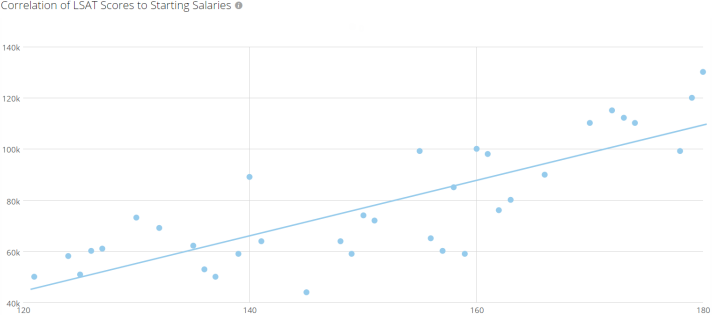 Correlation of LSAT Scores to Starting Salaries
140k
120k
100k
80k
60k
40k
120 140 160 180